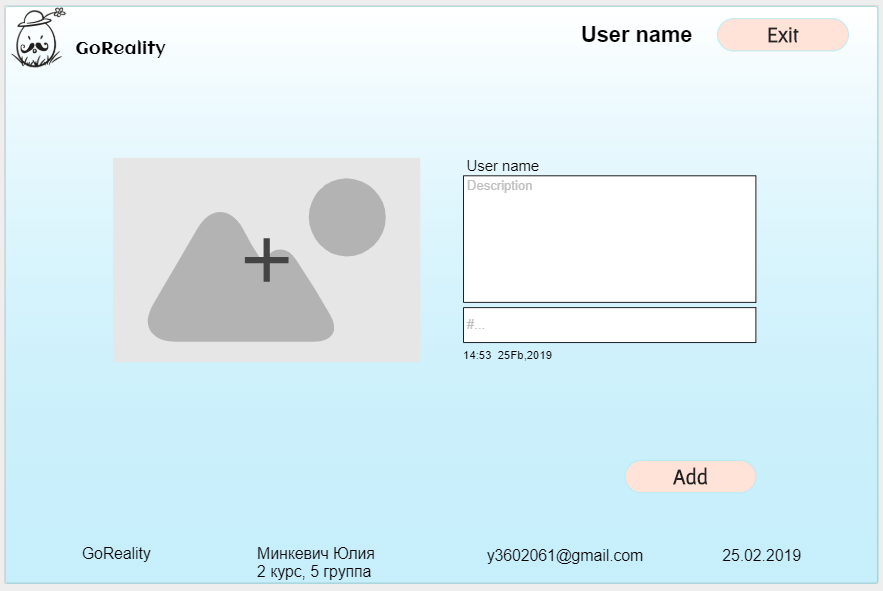 GoReality
User name
Exit
User name
Description
#...
14:53 25Fb,2019
Add
GoReality
Минкевич Юлия
2 курс, 5 группа
y3602061@gmail.com
25.02.2019